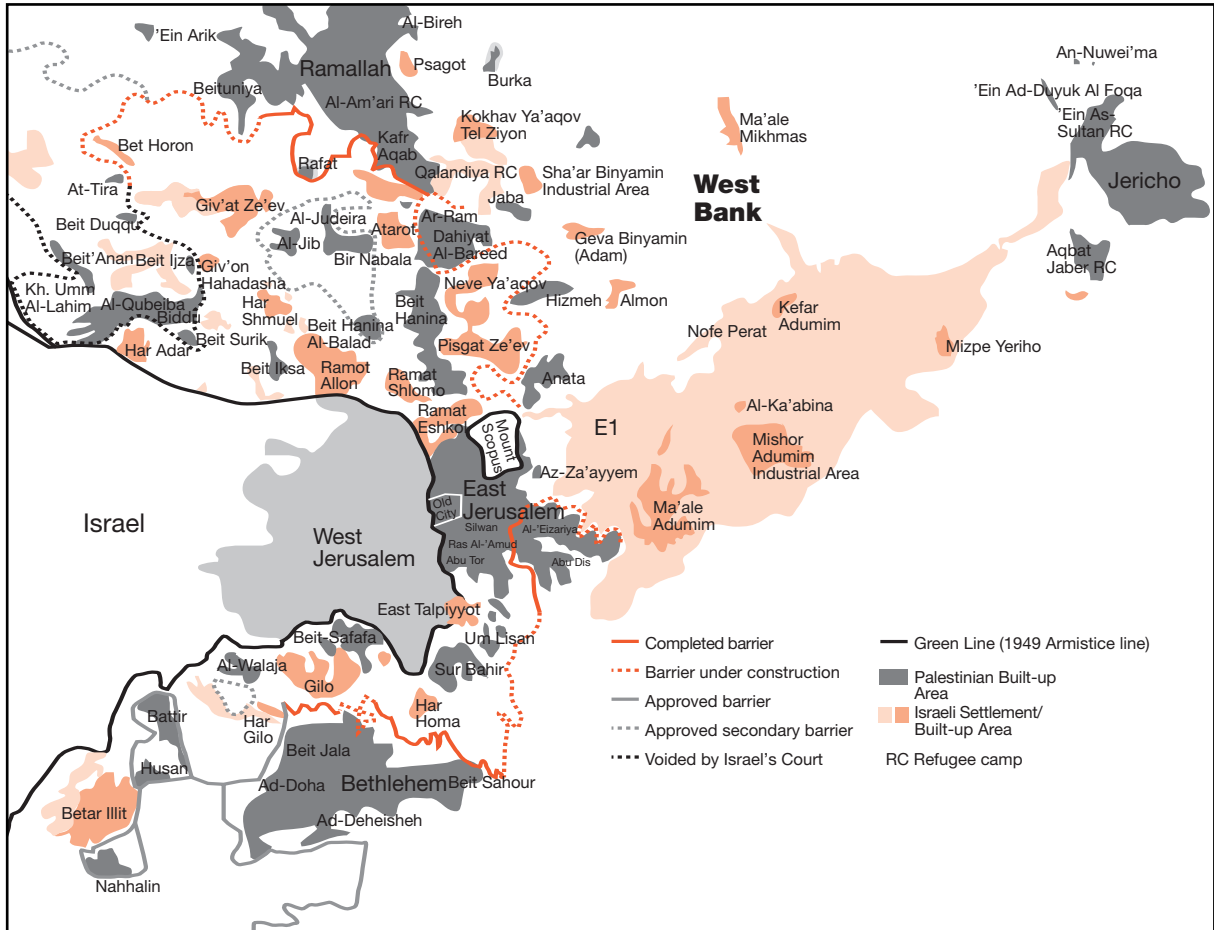 'Ein Arik
Al-Bireh
Ramallah
Psagot
Burka
An-Nuwei'ma
Beituniya
'Ein Ad-Duyuk Al Foqa
Al-Am'ari RC
'Ein As-
Sultan RC
Kokhav Ya'aqov
Tel Ziyon
Ma'ale
Mikhmas
Bet Horon
Kafr
Aqab
Rafat
Qalandiya RC
Sha'ar Binyamin
Industrial Area
West
Bank
Jericho
At-Tira
Giv'at Ze'ev
Jaba
Beit Duqqu
Al-Judeira
Ar-Ram
Atarot
Dahiyat
Al-Bareed
Geva Binyamin
(Adam)
Al-Jib
Bir Nabala
Aqbat
Jaber RC
Beit'Anan
Beit Ijza
Giv'on
Hahadasha
Neve Ya'aqov
Kh. Umm
Al-Lahim
Al-Qubeiba
Biddu
Har
Shmuel
Beit
Hanina
Hizmeh
Almon
Kefar
Adumim
Beit Hanina
Al-Balad
Nofe Perat
Har Adar
Beit Surik
Pisgat Ze'ev
Mizpe Yeriho
Beit Iksa
Ramot
Allon
Ramat
Shlomo
Anata
Ramat
Eshkol
Mount
Scopus
E1
Al-Ka'abina
Mishor
Adumim
Industrial Area
Az-Za'ayyem
East
Jerusalem
Old
City
Ma'ale
Adumim
Israel
West
Jerusalem
Silwan
Al-'Eizariya
Ras Al-'Amud
Abu Tor
Abu Dis
East Talpiyyot
Beit-Safafa
Um Lisan
Al-Walaja
Sur Bahir
Gilo
Har
Homa
Battir
Har
Gilo
Beit Jala
Husan
Ad-Doha
Bethlehem
Beit Sahour
Betar Illit
Ad-Deheisheh
Nahhalin
Completed barrier
Barrier under construction
Approved barrier
Approved secondary barrier
Voided by Israel's Court
Green Line (1949 Armistice line)
Palestinian Built-up
Area
Israeli Settlement/
Built-up Area
RC Refugee camp